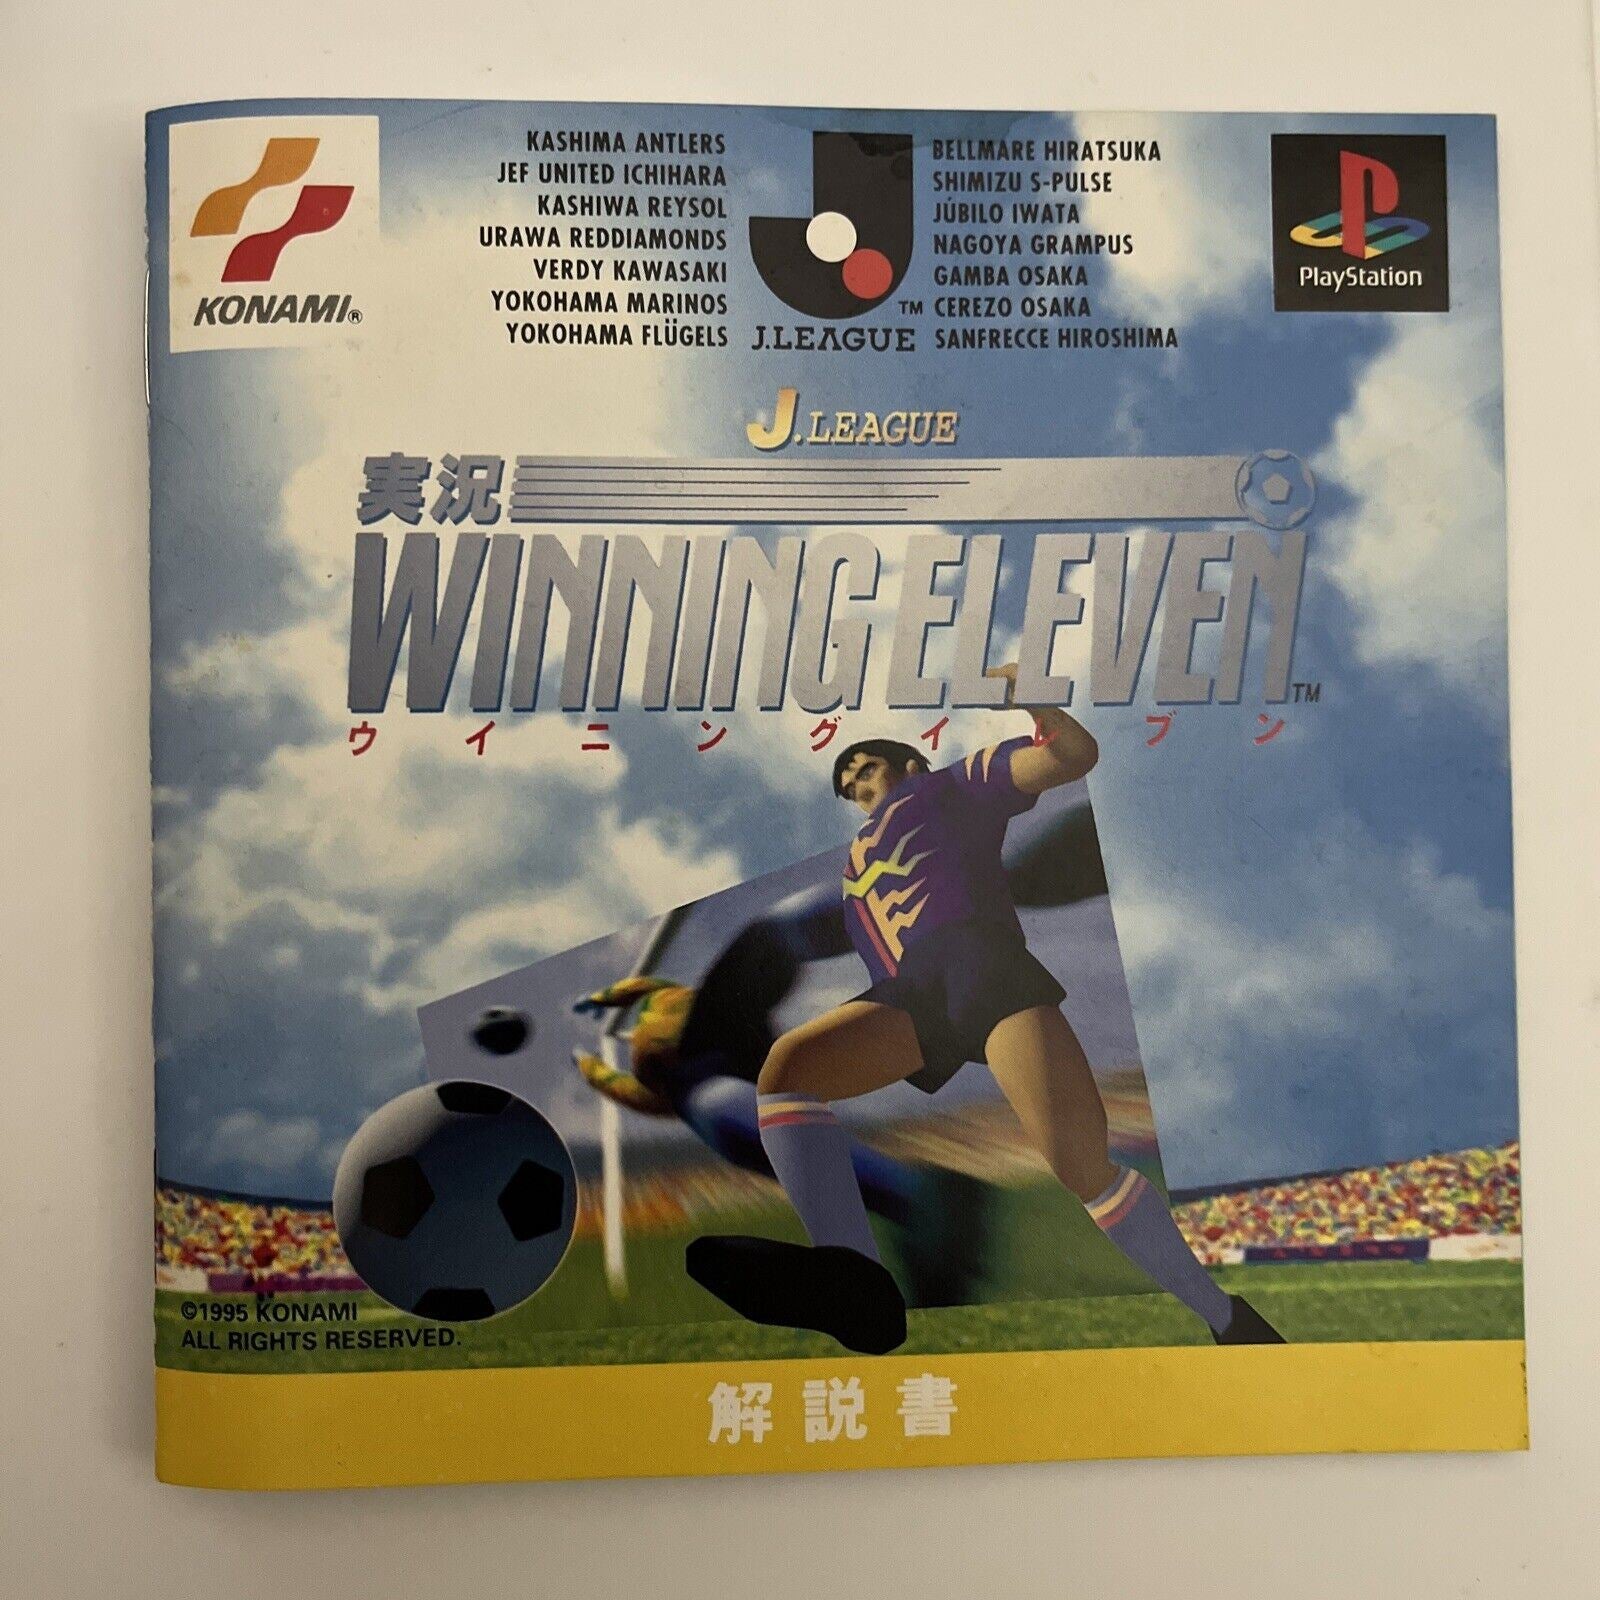 KONAMI®
KASHIMA ANTLERS
JEF UNITED ICHIHARA
KASHIWA REYSOL
URAWA REDDIAMONDS
VERDY KAWASAKI
YOKOHAMA MARINOS
YOKOHAMA FLÜGELS
TM
J.LEAGUE
BELLMARE HIRATSUKA
SHIMIZU S-PULSE
JÚBILO IWATA
NAGOYA GRAMPUS
GAMBA OSAKA
CEREZO OSAKA
SANFRECCE HIROSHIMA
PlayStation
J.LEAGUE
実況
WINNING ELEVEN TM
ウイニングイレブン
©1995 KONAMI
ALL RIGHTS RESERVED.
解説書